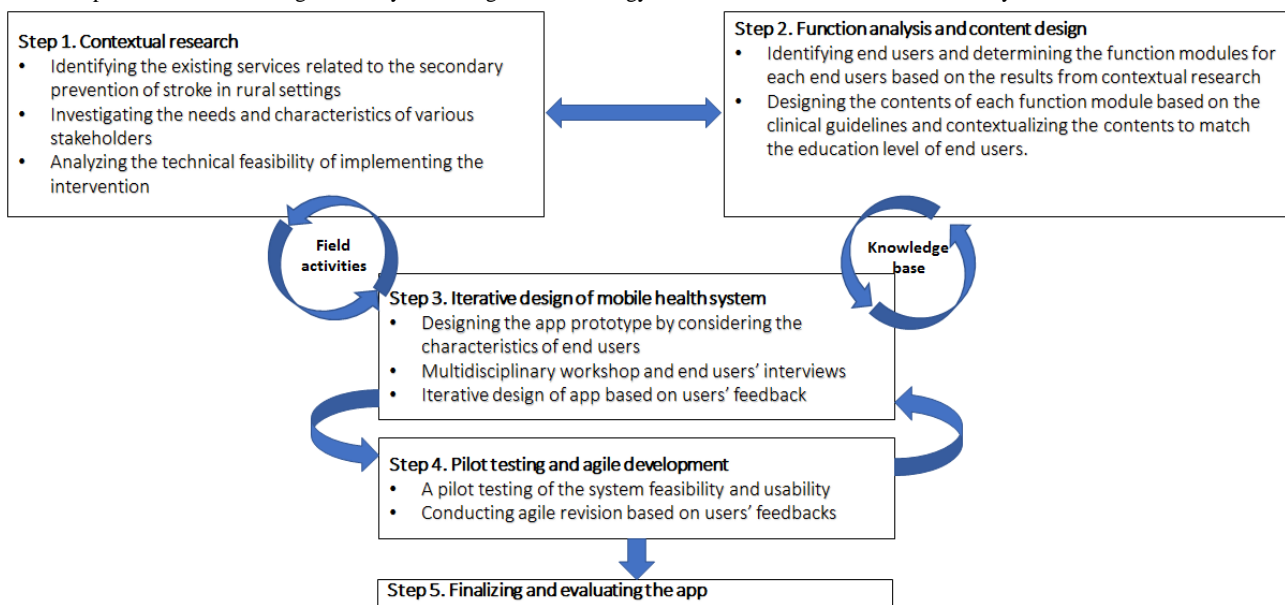 Step 1. Contextual research
• Identifying the existing services related to the secondary
prevention of stroke in rural settings
• Investigating the needs and characteristics of various
stakeholders
• Analyzing the technical feasibility of implementing the
intervention
Step 2. Function analysis and content design
• Identifying end users and determining the function modules for
each end users based on the results from contextual research
• Designing the contents of each function module based on the
clinical guidelines and contextualizing the contents to match
the education level of end users.
Field
activities
Knowledge
base
Step 3. Iterative design of mobile health system
• Designing the app prototype by considering the
characteristics of end users
• Multidisciplinary workshop and end users' interviews
• Iterative design of app based on users' feedback
Step 4. Pilot testing and agile development
• A pilot testing of the system feasibility and usability
• Conducting agile revision based on users' feedbacks
Step 5. Finalizing and evaluating the app